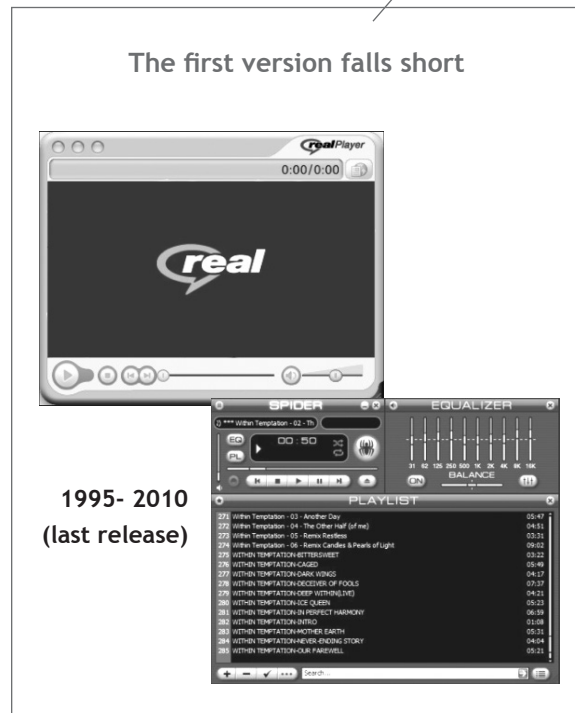 The first version falls short
real Player
0:00/0:00
real
SPIDER
EQUALIZER
*** Within Temptation - 02 - Th
EQ
00:50
PL
31 62 125 250 500 1K 2K 4K 8K 16K
BALANCE
ON
1995- 2010
(last release)
PLAYLIST
271 Within Temptation - 03 - Another Day 05:47
272 Within Temptation - 04 - The Other Half (of me) 04:51
273 Within Temptation - 05 - Remix Restless 03:31
274 Within Temptation - 06 - Remix Candles & Pearls of Light 09:02
275 WITHIN TEMPTATION-BITTERSWEET 03:22
276 WITHIN TEMPTATION-CAGED 05:49
277 WITHIN TEMPTATION-DARK WINGS 04:17
278 WITHIN TEMPTATION-DECEIVER OF FOOLS 07:37
279 WITHIN TEMPTATION-DEEP WITHIN(LIVE) 04:21
280 WITHIN TEMPTATION-ICE QUEEN 05:23
281 WITHIN TEMPTATION-IN PERFECT HARMONY 06:59
282 WITHIN TEMPTATION-INTRO 01:08
283 WITHIN TEMPTATION-MOTHER EARTH 05:31
284 WITHIN TEMPTATION-NEVER-ENDING STORY 04:04
285 WITHIN TEMPTATION-OUR FAREWELL 05:21
Search...